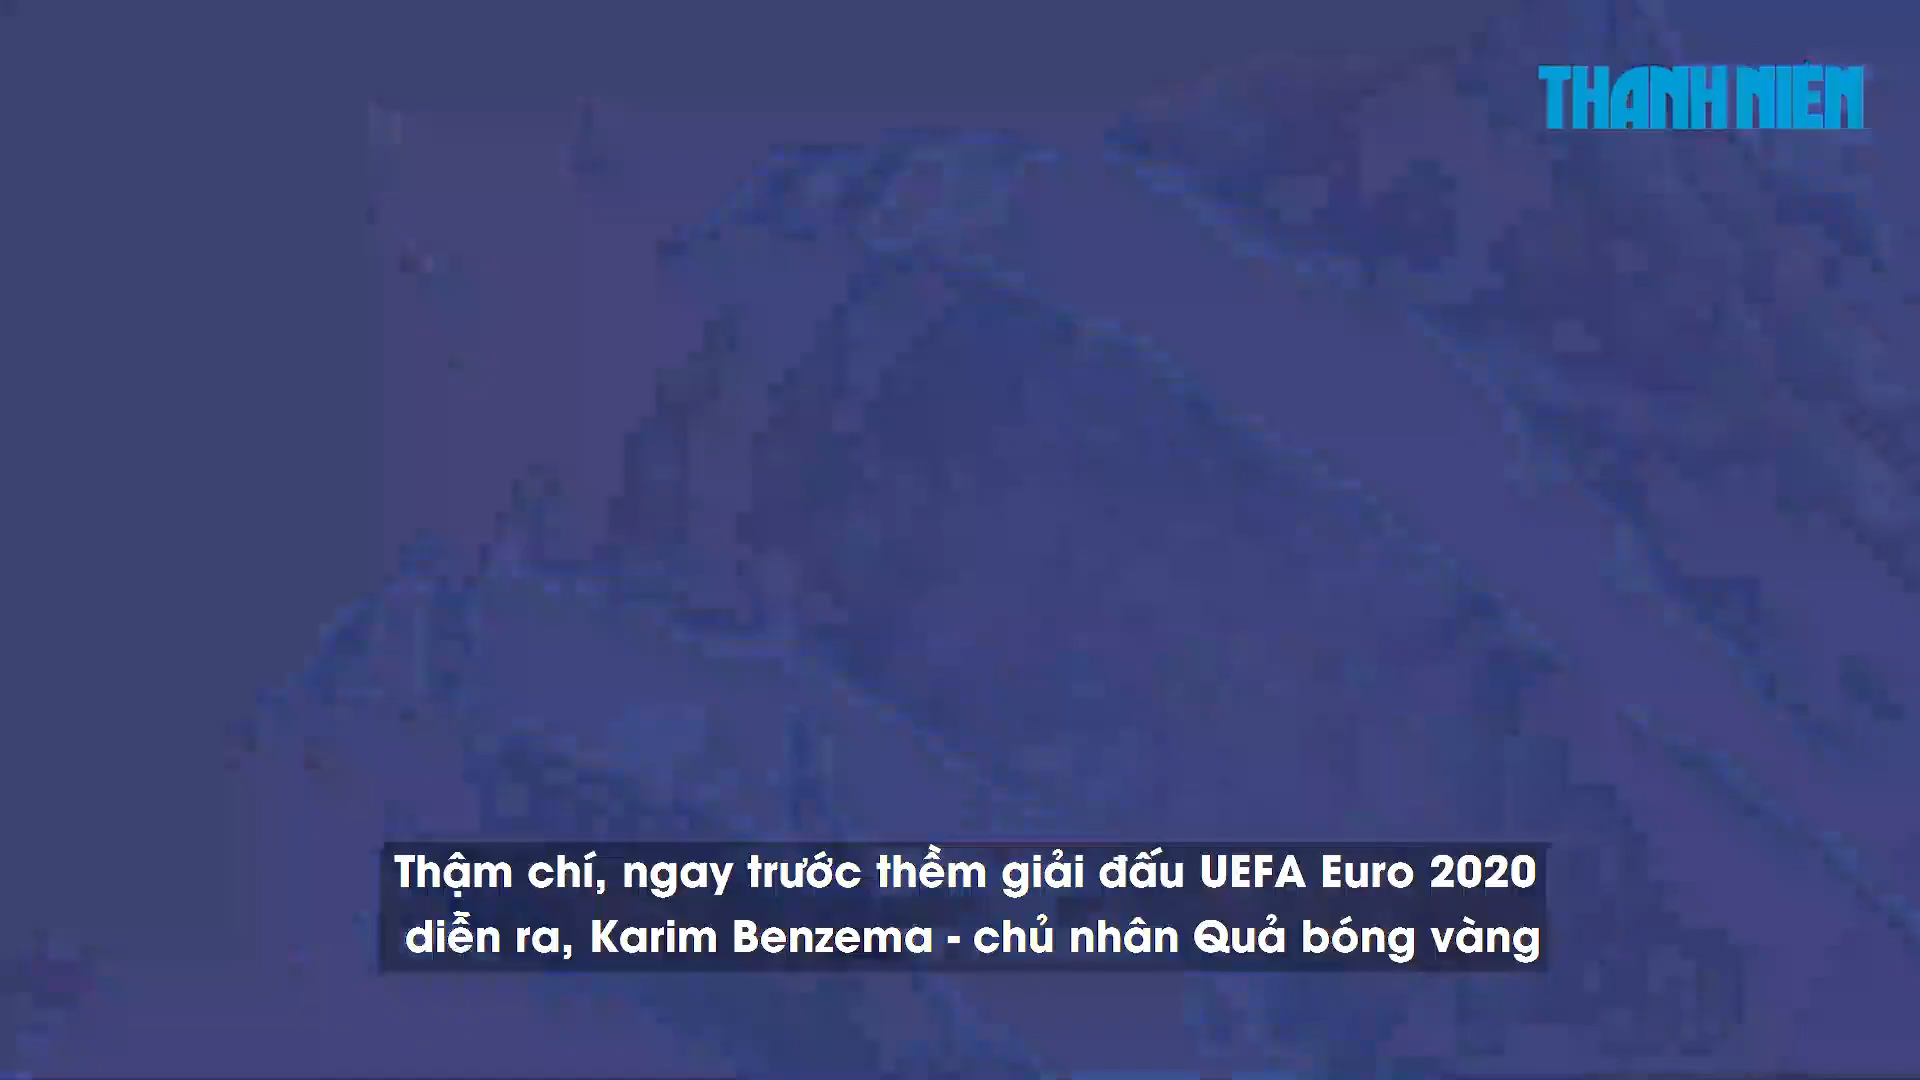 THANH NIÊN
Thậm chí, ngay trước thềm giải đấu UEFA Euro 2020
diễn ra, Karim Benzema - chủ nhân Quả bóng vàng